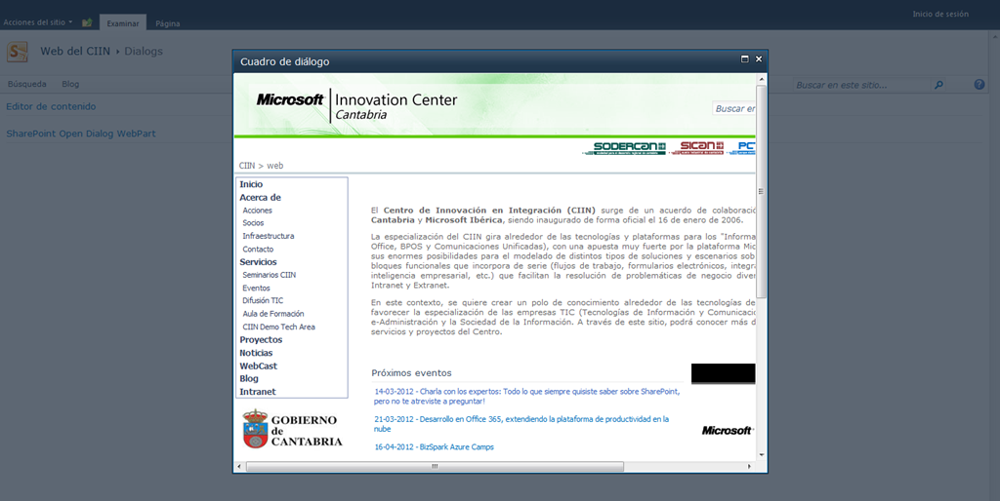 Acciones del sitio
Examinar
Página
Inicio de sesión
Web del CIIN
Dialogs
Búsqueda
Blog
Buscar en este sitio...
Editor de contenido
SharePoint Open Dialog WebPart
Cuadro de diálogo
Microsoft
Innovation Center
Cantabria
Buscar en
SODERCAN
SICAN
PC
CIIN > web
Inicio
Acerca de
Acciones
Socios
Infraestructura
Contacto
Servicios
Seminarios CIIN
Eventos
Difusión TIC
Aula de Formación
CIIN Demo Tech Area
Proyectos
Noticias
WebCast
Blog
Intranet
GOBIERNO
de
CANTABRIA
El Centro de Innovación en Integración (CIIN) surge de un acuerdo de colaboració
Cantabria y Microsoft Ibérica, siendo inaugurado de forma oficial el 16 de enero de 2006.
La especialización del CIIN gira alrededor de las tecnologías y plataformas para los "Informa
Office, BPOS y Comunicaciones Unificadas), con una apuesta muy fuerte por la plataforma Mic
sus enormes posibilidades para el modelado de distintos tipos de soluciones y escenarios sob
bloques funcionales que incorpora de serie (flujos de trabajo, formularios electrónicos, integra
inteligencia empresarial, etc.) que facilitan la resolución de problemáticas de negocio diver
Intranet y Extranet.
En este contexto, se quiere crear un polo de conocimiento alrededor de las tecnologías de
favorecer la especialización de las empresas TIC (Tecnologías de Información y Comunicaci
e-Administración y la Sociedad de la Información. A través de este sitio, podrá conocer más d
servicios y proyectos del Centro.
Próximos eventos
14-03-2012 - Charla con los expertos: Todo lo que siempre quisiste saber sobre SharePoint,
pero no te atreviste a preguntar!
21-03-2012 - Desarrollo en Office 365, extendiendo la plataforma de productividad en la
nube
16-04-2012 - BizSpark Azure Camps
Microsoft